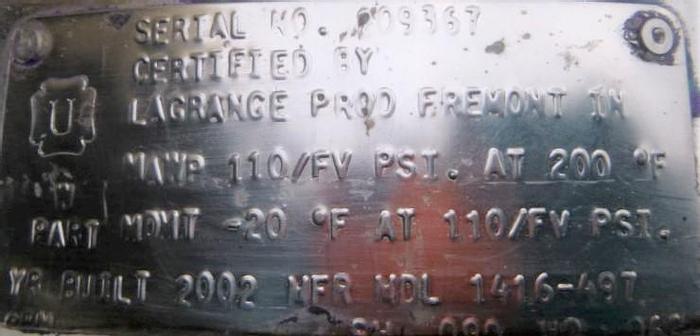 SERIAL NO. 209367
CERTIFIED BY
LAGRANGE PROD FREMONT IN
U
W MAWP 110/FV PSI. AT 200 °F
PART MDMT -20 °F AT 110/FV PSI.
YR BUILT 2002 MFR MDL 1416-497